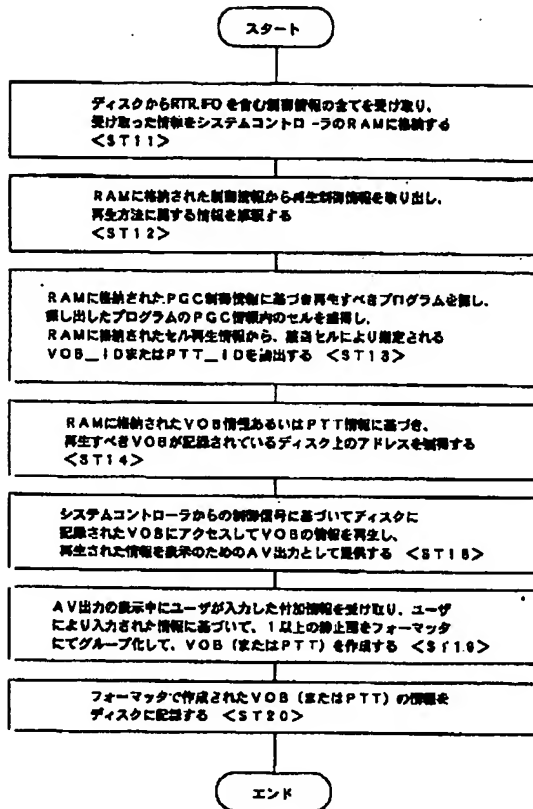 スタート
ディスクからRTR.IFOを含む制御情報の全てを受け取り、
受け取った情報をシステムコントローラのRAMに格納する
<ST11>
RAMに格納された制御情報から再生制御情報を取り出し、
再生方法に関する情報を解釈する
<ST12>
RAMに格納されたPGC制御情報に基づき再生すべきプログラムを探し、
探し出したプログラムのPGC情報内のセルを獲得し、
RAMに格納されたセル再生情報から、該当セルにより指定される
VOB_IDまたはPTT_IDを読出する <ST13>
RAMに格納されたVOB情報あるいはPTT情報に基づき、
再生すべきVOBが記録されているディスク上のアドレスを獲得する
<ST14>
システムコントローラからの制御信号に基づいてディスクに
記録されたVOBにアクセスしてVOBの情報を再生し、
再生された情報を表示のためのAV出力として提供する
AV出力の表示中にユーザが入力した付加情報を受け取り、ユーザ
により入力された情報に基づいて、1以上の静止画をフォーマッタ
にてグループ化して、VOB(またはPTT)を作成する <ST19>
フォーマッタで作成されたVOB(またはPTT)の情報を
ディスクに記録する <ST20>
エンド